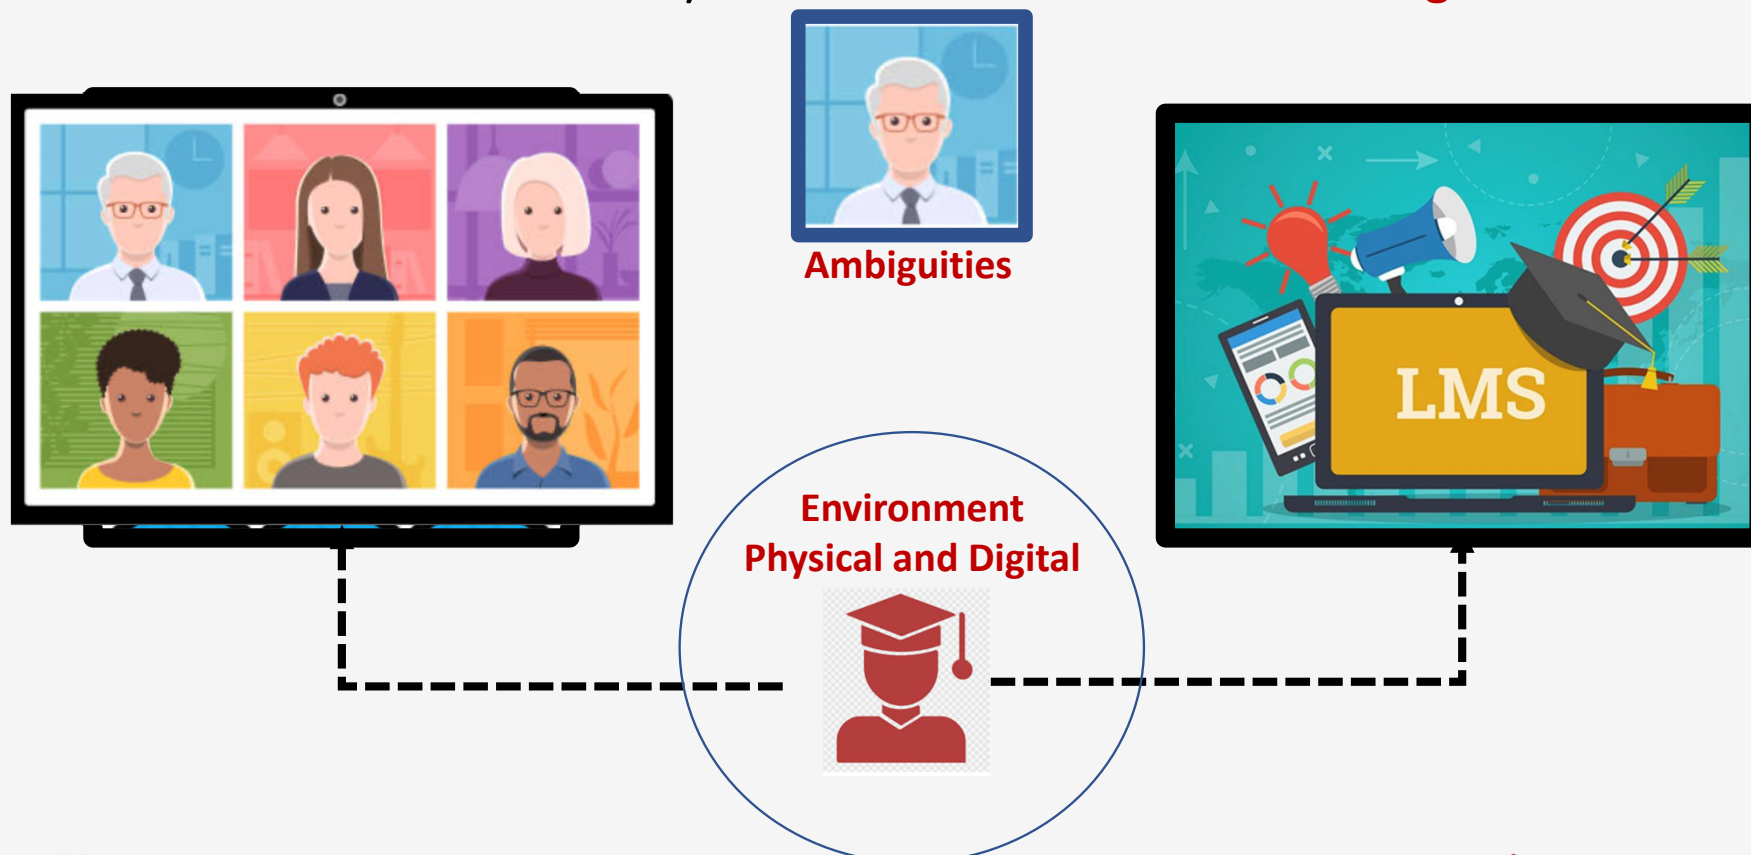 Ambiguities
LMS
Environment
Physical and Digital